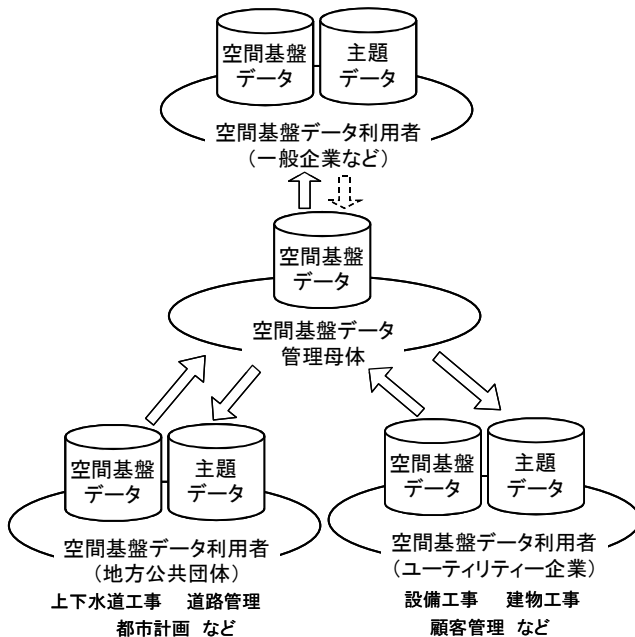 空間基盤
データ
主題
データ
空間基盤データ利用者
（一般企業など）
空間基盤
データ
空間基盤データ
管理母体
空間基盤
データ
主題
データ
空間基盤データ利用者
（地方公共団体）
上下水道工事　道路管理
都市計画 など
空間基盤
データ
主題
データ
空間基盤データ利用者
（ユーティリティー企業）
設備工事　建物工事
顧客管理 など